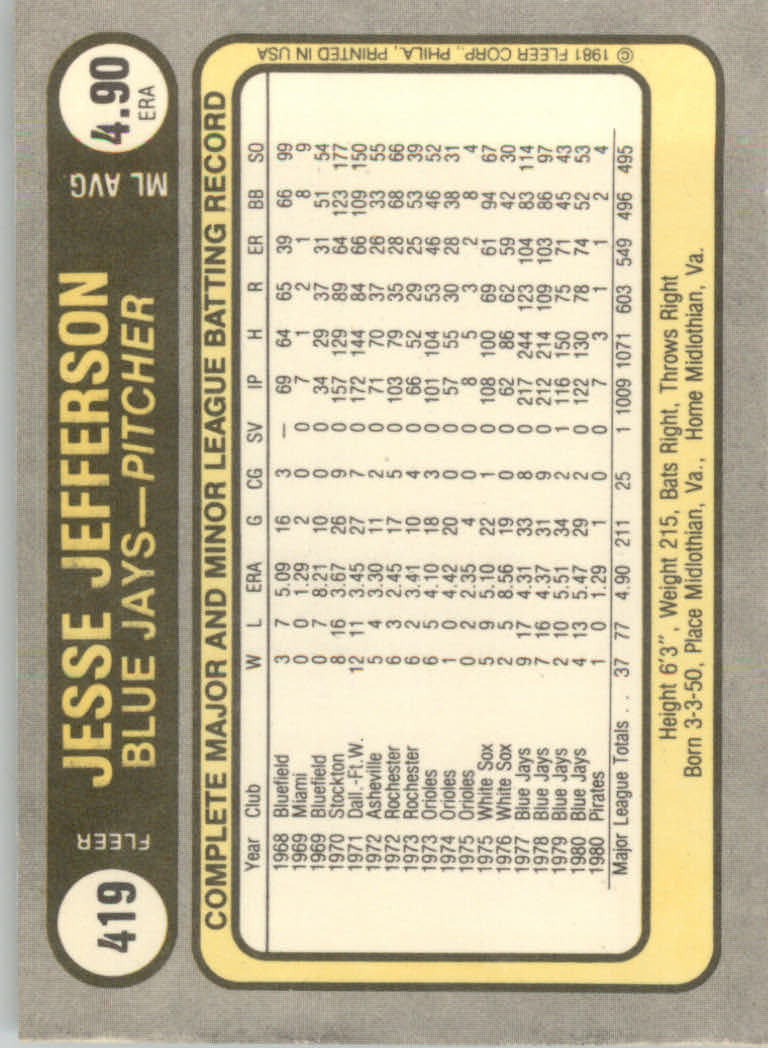 419
FLEER
JESSE JEFFERSON
BLUE JAYS—PITCHER
ML AVG.
4.90
ERA
COMPLETE MAJOR AND MINOR LEAGUE BATTING RECORD
Year Club W L ERA G CG SV IP H R ER BB SO
1968 Bluefield 3 7 5.09 16 3 — 69 64 65 39 66 99
1969 Miami 0 0 1.29 2 0 0 7 1 2 1 8 9
1969 Bluefield 0 7 8.21 10 0 0 34 29 37 31 51 54
1970 Stockton 8 16 3.67 26 9 0 157 129 89 64 123 177
1971 Dall.-Ft.W. 12 11 3.45 27 7 0 172 144 84 66 109 150
1972 Asheville 5 4 3.30 11 2 0 71 70 37 26 33 55
1972 Rochester 6 3 2.45 17 5 0 103 79 35 28 68 66
1973 Rochester 6 2 3.41 10 4 0 66 52 29 25 53 39
1973 Orioles 6 5 4.10 18 3 0 101 104 53 46 46 52
1974 Orioles 1 0 4.42 20 0 0 57 55 30 28 38 31
1975 Orioles 0 2 2.35 4 0 0 8 5 3 2 8 4
1975 White Sox 5 9 5.10 22 1 0 108 100 69 61 94 67
1976 White Sox 2 5 8.56 19 0 0 62 86 62 59 42 30
1977 Blue Jays 9 17 4.31 33 8 0 217 244 123 104 83 114
1978 Blue Jays 7 16 4.37 31 9 0 212 214 109 103 86 97
1979 Blue Jays 2 10 5.51 34 2 1 116 150 75 71 45 43
1980 Blue Jays 4 13 5.47 29 2 0 122 130 78 74 52 53
1980 Pirates 1 0 1.29 1 0 0 7 3 1 1 2 4
Major League Totals . . 37 77 4.90 211 25 1 1009 1071 603 549 496 495
Height 6'3", Weight 215, Bats Right, Throws Right
Born 3-3-50, Place Midlothian, Va., Home Midlothian, Va.
© 1981 FLEER CORP., PHILA., PRINTED IN USA